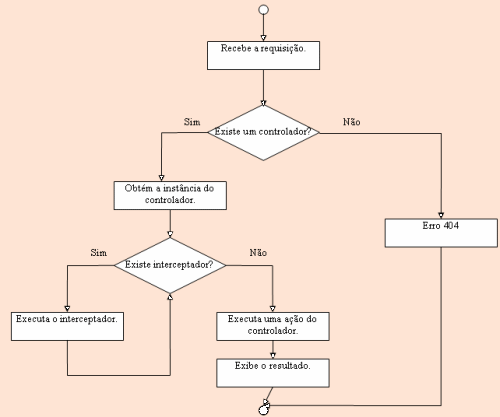 Recebe a requisição.
Sim
Existe um controlador?
Não
Obtém a instância do
controlador.
Erro 404
Sim
Existe interceptador?
Não
Executa o interceptador.
Executa uma ação do
controlador.
Exibe o resultado.